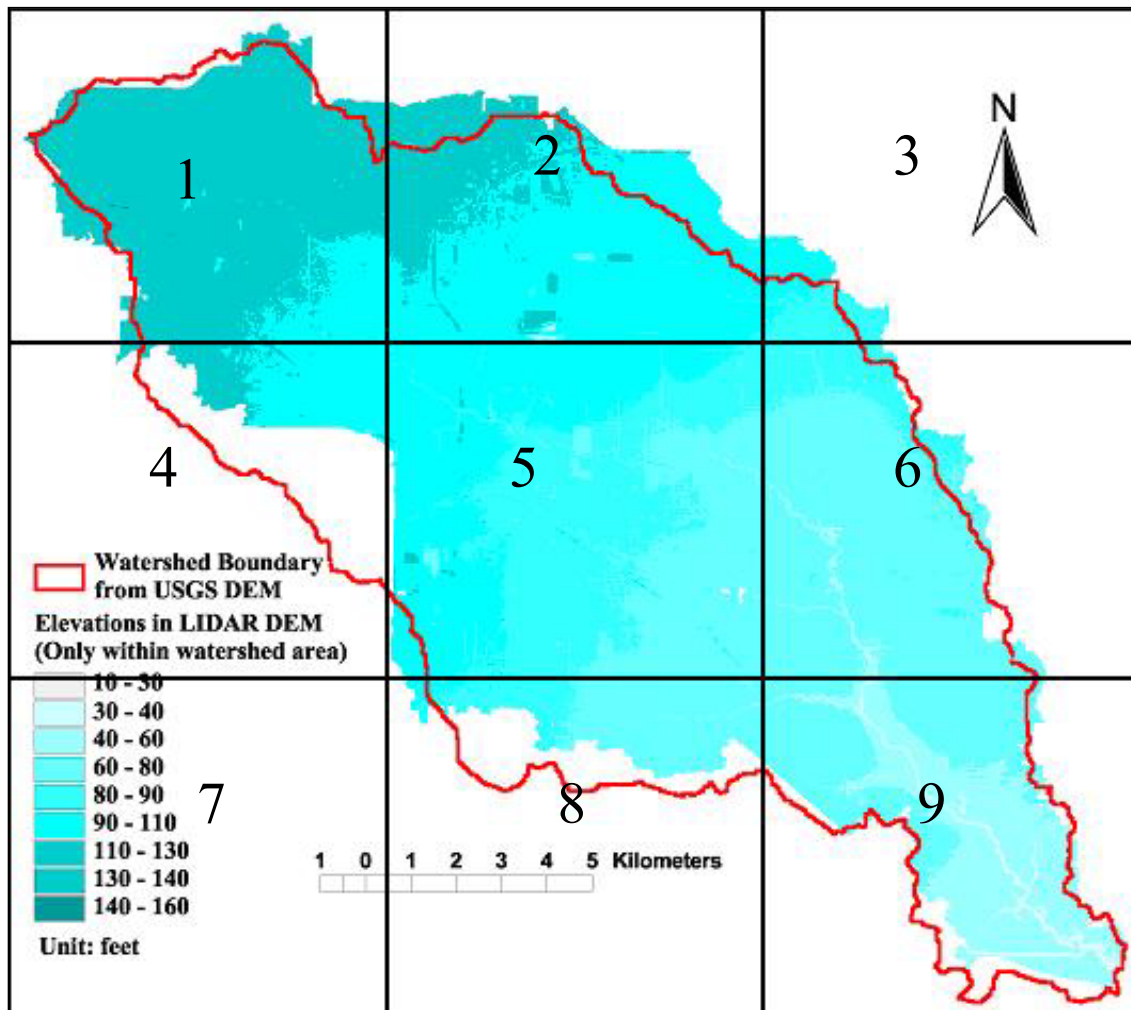 N
1
2
3
4
5
6
Watershed Boundary
from USGS DEM
Elevations in LIDAR DEM
(Only within watershed area)
10 - 30
30 - 40
40 - 60
60 - 80
80 - 90
90 - 110
110 - 130
130 - 140
140 - 160
Unit: feet
7
8
9
1 0 1 2 3 4 5 Kilometers